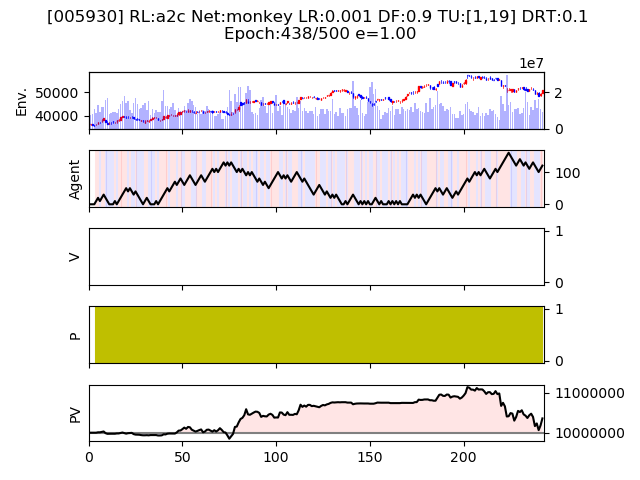 [005930] RL:a2c Net:monkey LR:0.001 DF:0.9 TU:[1,19] DRT:0.1
Epoch:438/500 e=1.00
1e7
Env.
50000
40000
2
0
Agent
100
0
V
1
0
P
1
0
PV
11000000
10000000
0 50 100 150 200